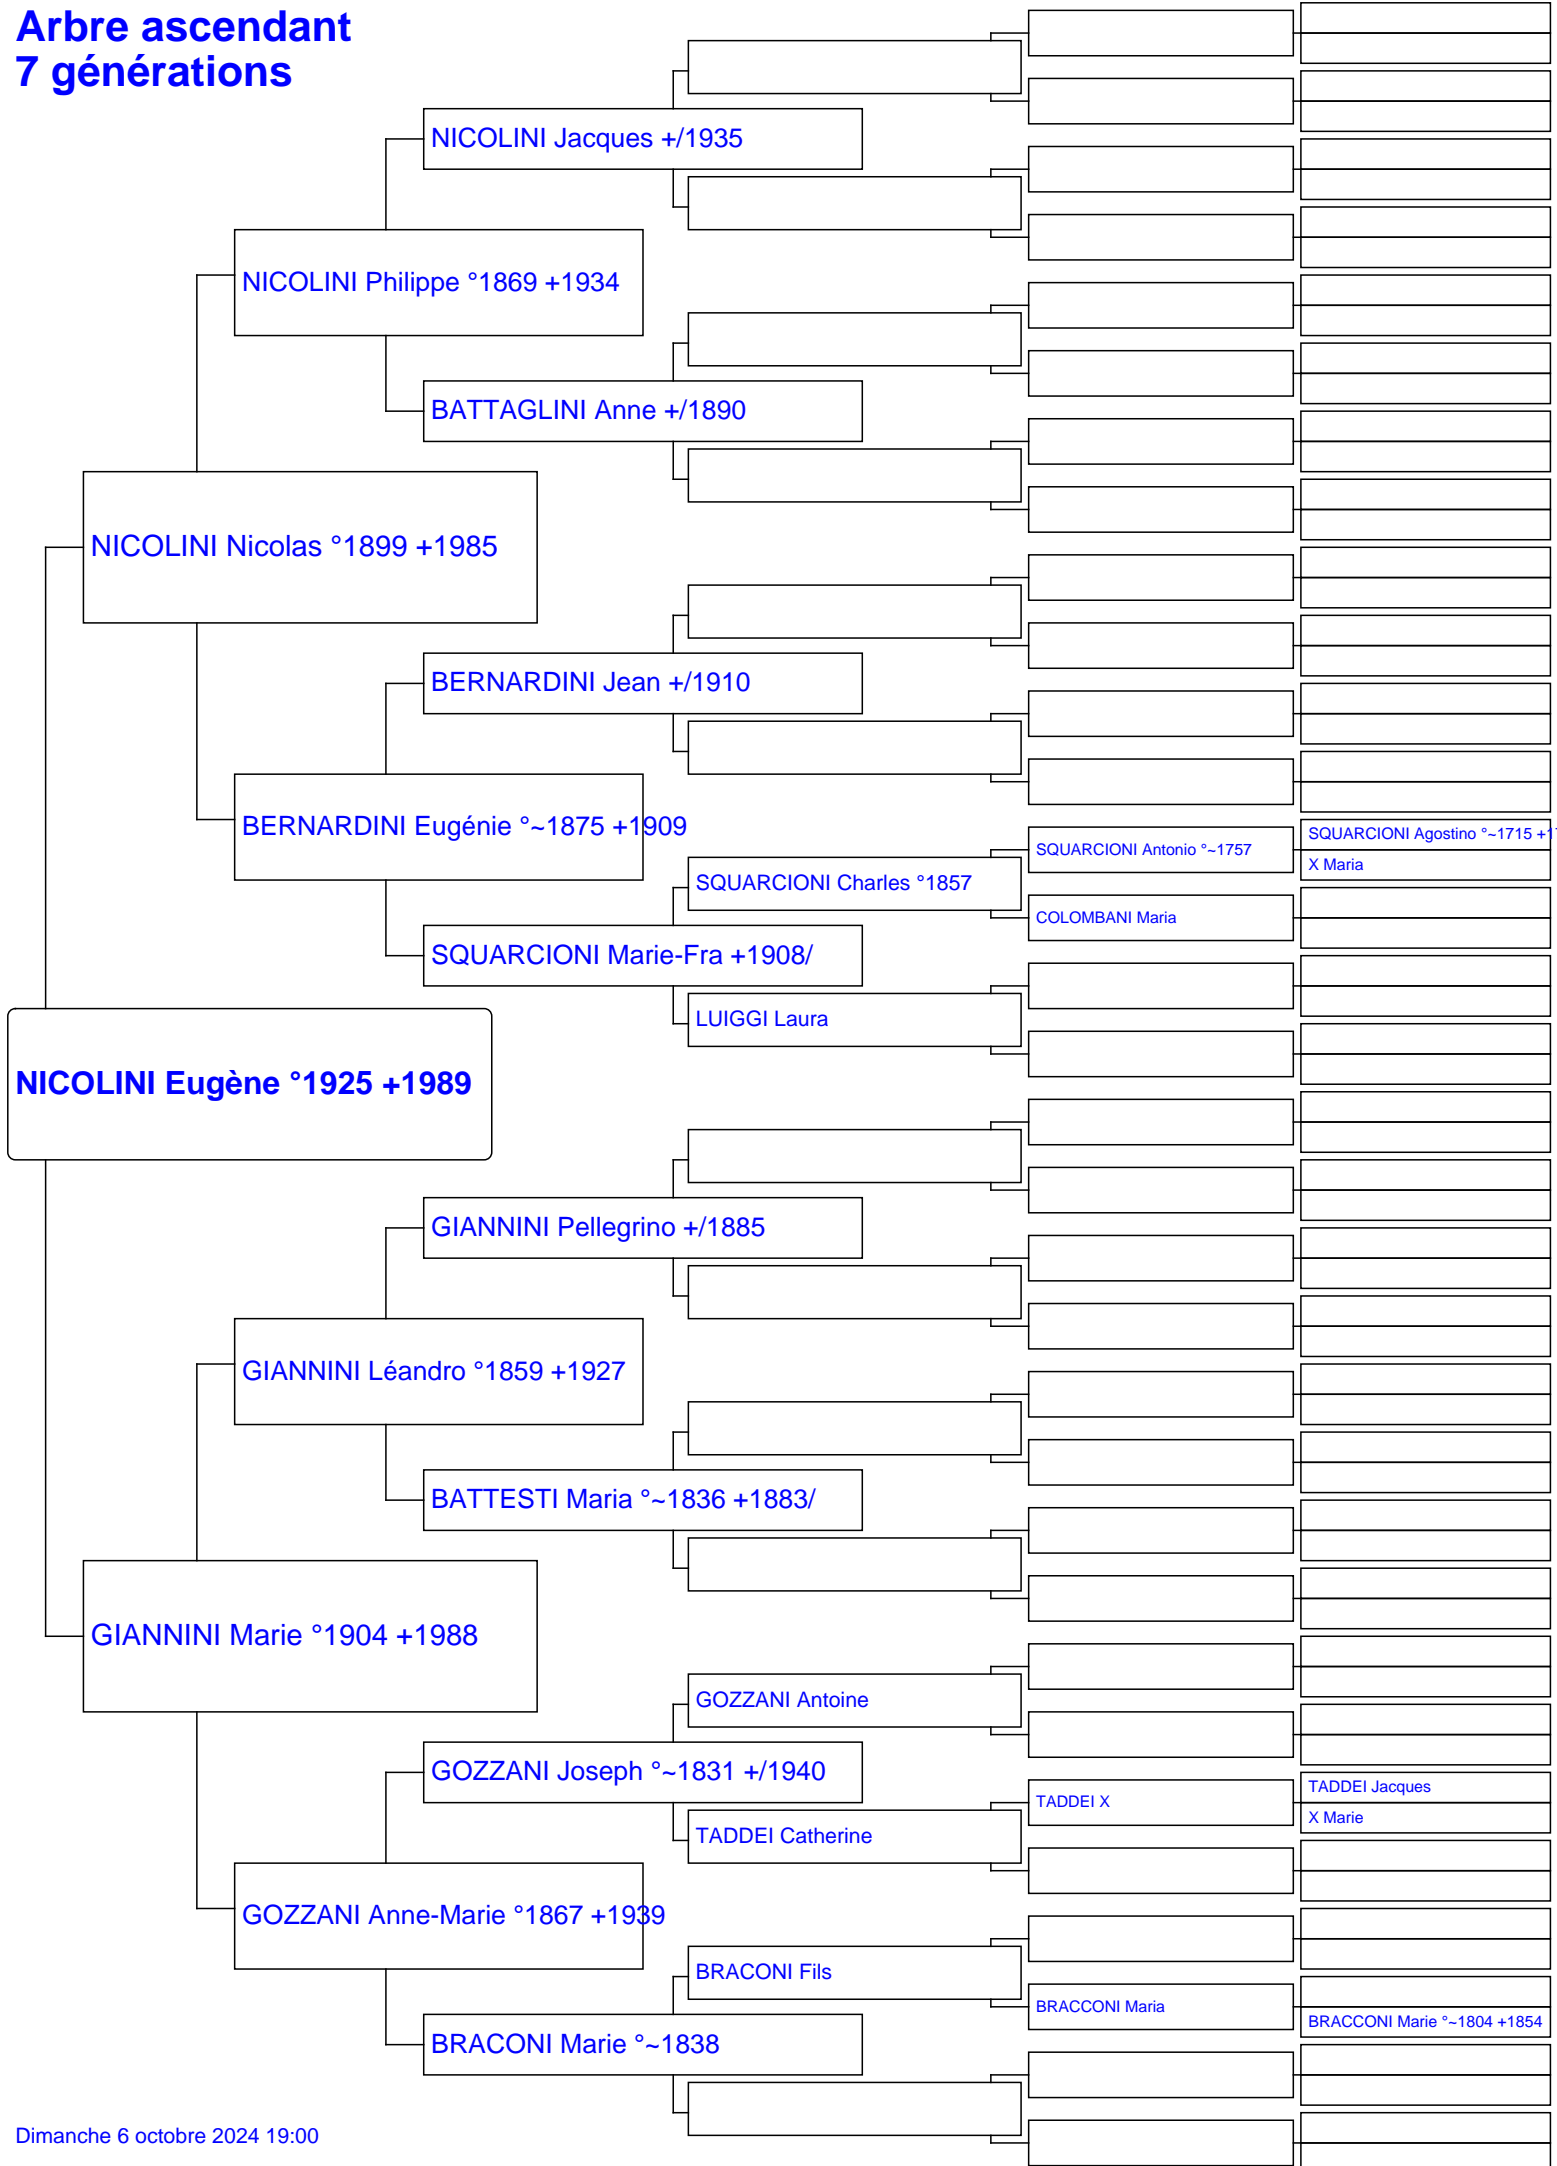 Arbre ascendant
7 générations
NICOLINI Jacques +/1935
NICOLINI Philippe °1869 +1934
BATTAGLINI Anne +/1890
NICOLINI Nicolas °1899 +1985
BERNARDINI Jean +/1910
BERNARDINI Eugénie °~1875 +1909
SQUARCIONI Agostino °~1715 +1
SQUARCIONI Antonio °~1757
X Maria
SQUARCIONI Charles °1857
COLOMBANI Maria
SQUARCIONI Marie-Fra +1908/
LUIGGI Laura
NICOLINI Eugène °1925 +1989
GIANNINI Pellegrino +/1885
GIANNINI Léandro °1859 +1927
BATTESTI Maria °~1836 +1883/
GIANNINI Marie °1904 +1988
GOZZANI Antoine
GOZZANI Joseph °~1831 +/1940
TADDEI Jacques
TADDEI X
X Marie
TADDEI Catherine
GOZZANI Anne-Marie °1867 +1939
BRACONI Fils
BRACCONI Maria
BRACCONI Marie °~1804 +1854
BRACONI Marie °~1838
Dimanche 6 octobre 2024 19:00